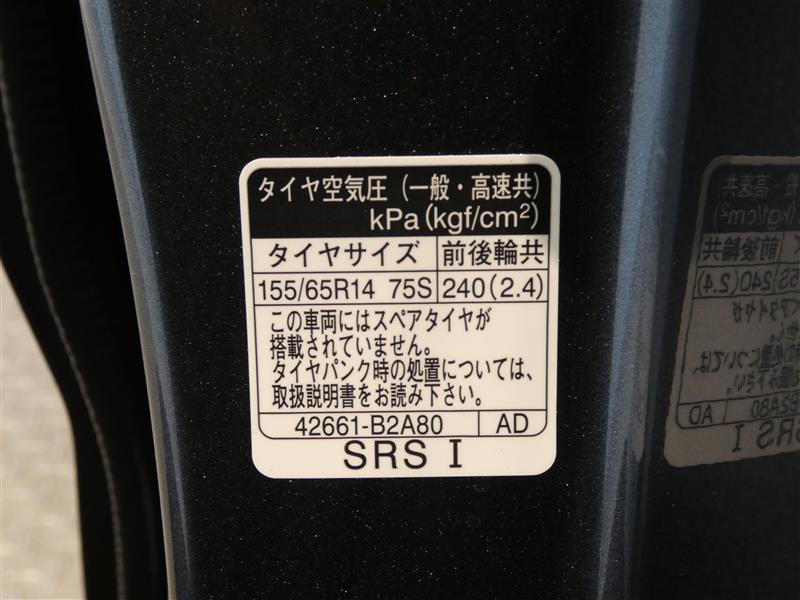 タイヤ空気圧（一般・高速共）
kPa(kgf/cm²)
タイヤサイズ 前後輪共
155/65R14 75S 240(2.4)
この車両にはスペアタイヤが
搭載されていません。
タイヤパンク時の処置については、
取扱説明書をお読み下さい。
42661-B2A80 AD
SRS I